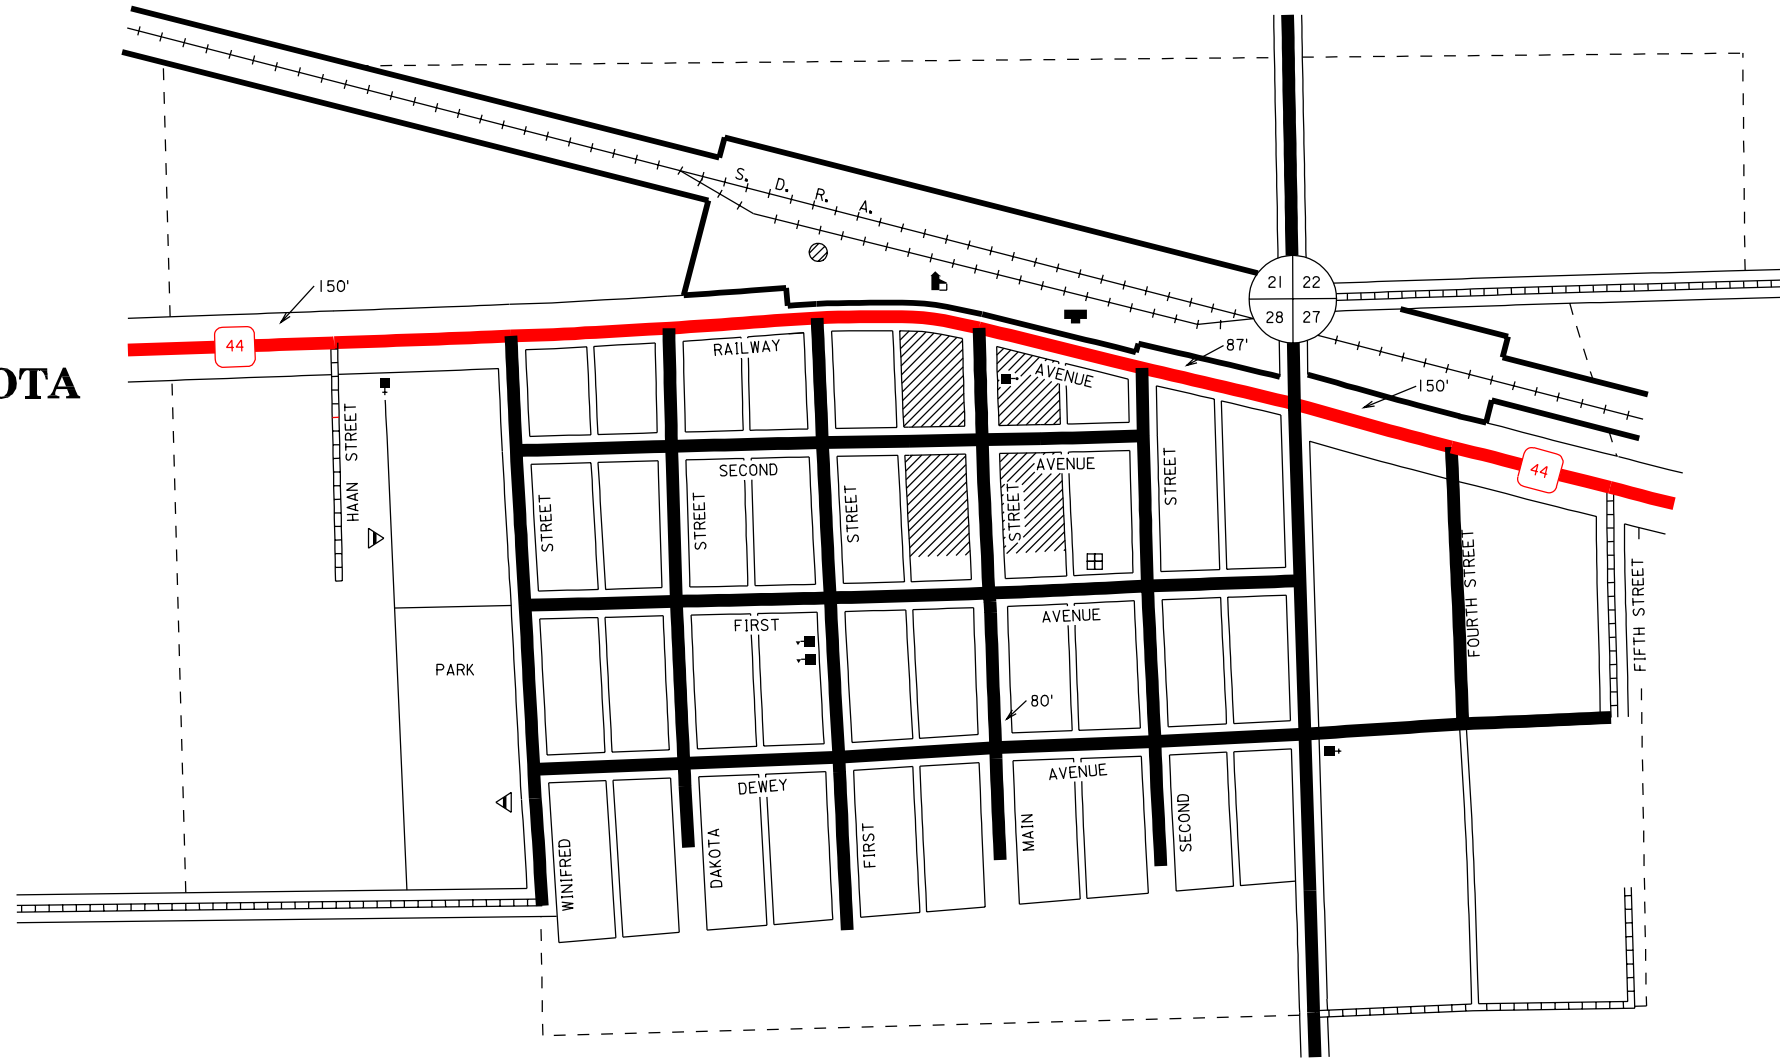 S. D. R. A.
21 22
28 27
150'
44
OTA
RAILWAY
AVENUE
87'
150'
44
HAAN STREET
SECOND
AVENUE
STREET
STREET
STREET
STREET
STREET
FOURTH STREET
FIFTH STREET
FIRST
AVENUE
PARK
80'
DEWEY
AVENUE
WINIFRED
DAKOTA
FIRST
MAIN
SECOND